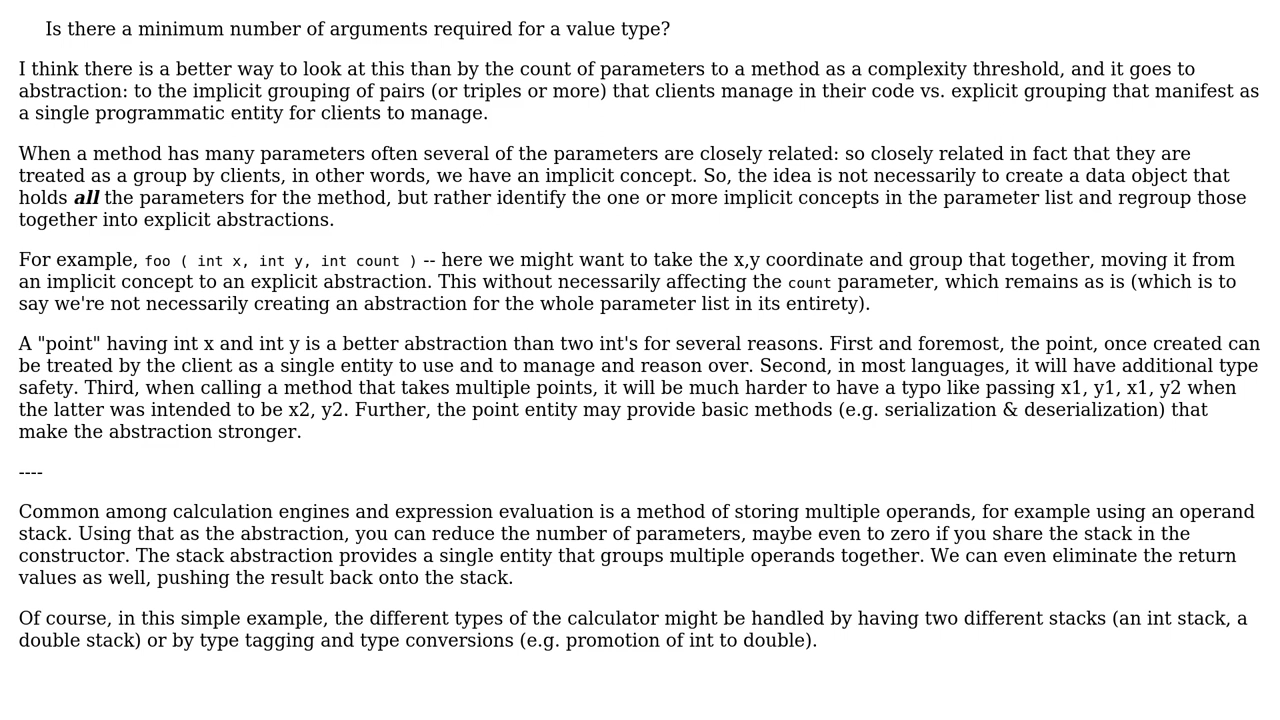 Is there a minimum number of arguments required for a value type?
I think there is a better way to look at this than by the count of parameters to a method as a complexity threshold, and it goes to
abstraction: to the implicit grouping of pairs (or triples or more) that clients manage in their code vs. explicit grouping that manifest as
a single programmatic entity for clients to manage.
When a method has many parameters often several of the parameters are closely related: so closely related in fact that they are
treated as a group by clients, in other words, we have an implicit concept. So, the idea is not necessarily to create a data object that
holds all the parameters for the method, but rather identify the one or more implicit concepts in the parameter list and regroup those
together into explicit abstractions.
For example, foo ( int x, int y, int count ) -- here we might want to take the x,y coordinate and group that together, moving it from
an implicit concept to an explicit abstraction. This without necessarily affecting the count parameter, which remains as is (which is to
say we're not necessarily creating an abstraction for the whole parameter list in its entirety).
A "point" having int x and int y is a better abstraction than two int's for several reasons. First and foremost, the point, once created can
be treated by the client as a single entity to use and to manage and reason over. Second, in most languages, it will have additional type
safety. Third, when calling a method that takes multiple points, it will be much harder to have a typo like passing x1, y1, x1, y2 when
the latter was intended to be x2, y2. Further, the point entity may provide basic methods (e.g. serialization & deserialization) that
make the abstraction stronger.
----
Common among calculation engines and expression evaluation is a method of storing multiple operands, for example using an operand
stack. Using that as the abstraction, you can reduce the number of parameters, maybe even to zero if you share the stack in the
constructor. The stack abstraction provides a single entity that groups multiple operands together. We can even eliminate the return
values as well, pushing the result back onto the stack.
Of course, in this simple example, the different types of the calculator might be handled by having two different stacks (an int stack, a
double stack) or by type tagging and type conversions (e.g. promotion of int to double).